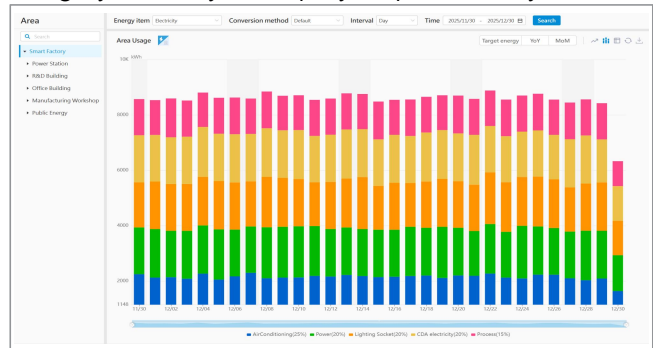 Area
Search
Smart Factory
Power Station
R&D Building
Office Building
Manufacturing Workshop
Public Energy
Energy item Electricity Conversion method Default Interval Day Time 2025/11/30 - 2025/12/30 Search
Area Usage Target energy YoY MoM
kWh
10K
8000
6000
4000
2000
1146
11/30 12/02 12/04 12/06 12/08 12/10 12/12 12/14 12/16 12/18 12/20 12/22 12/24 12/26 12/28 12/30
AirConditioning(25%) Power(20%) Lighting Socket(20%) CDA electricity(20%) Process(15%)